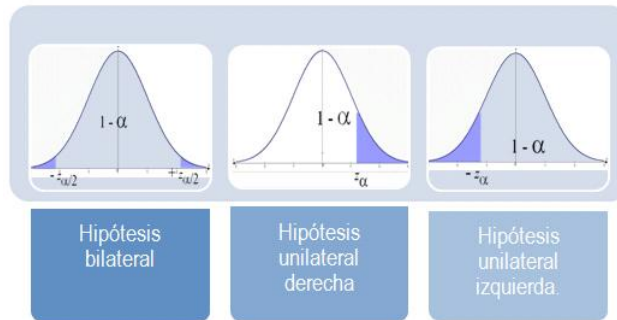 1 - α
- zα/2
+ zα/2
1 - α
zα
1 - α
- zα
Hipótesis
bilateral
Hipótesis
unilateral
derecha
Hipótesis
unilateral
izquierda.